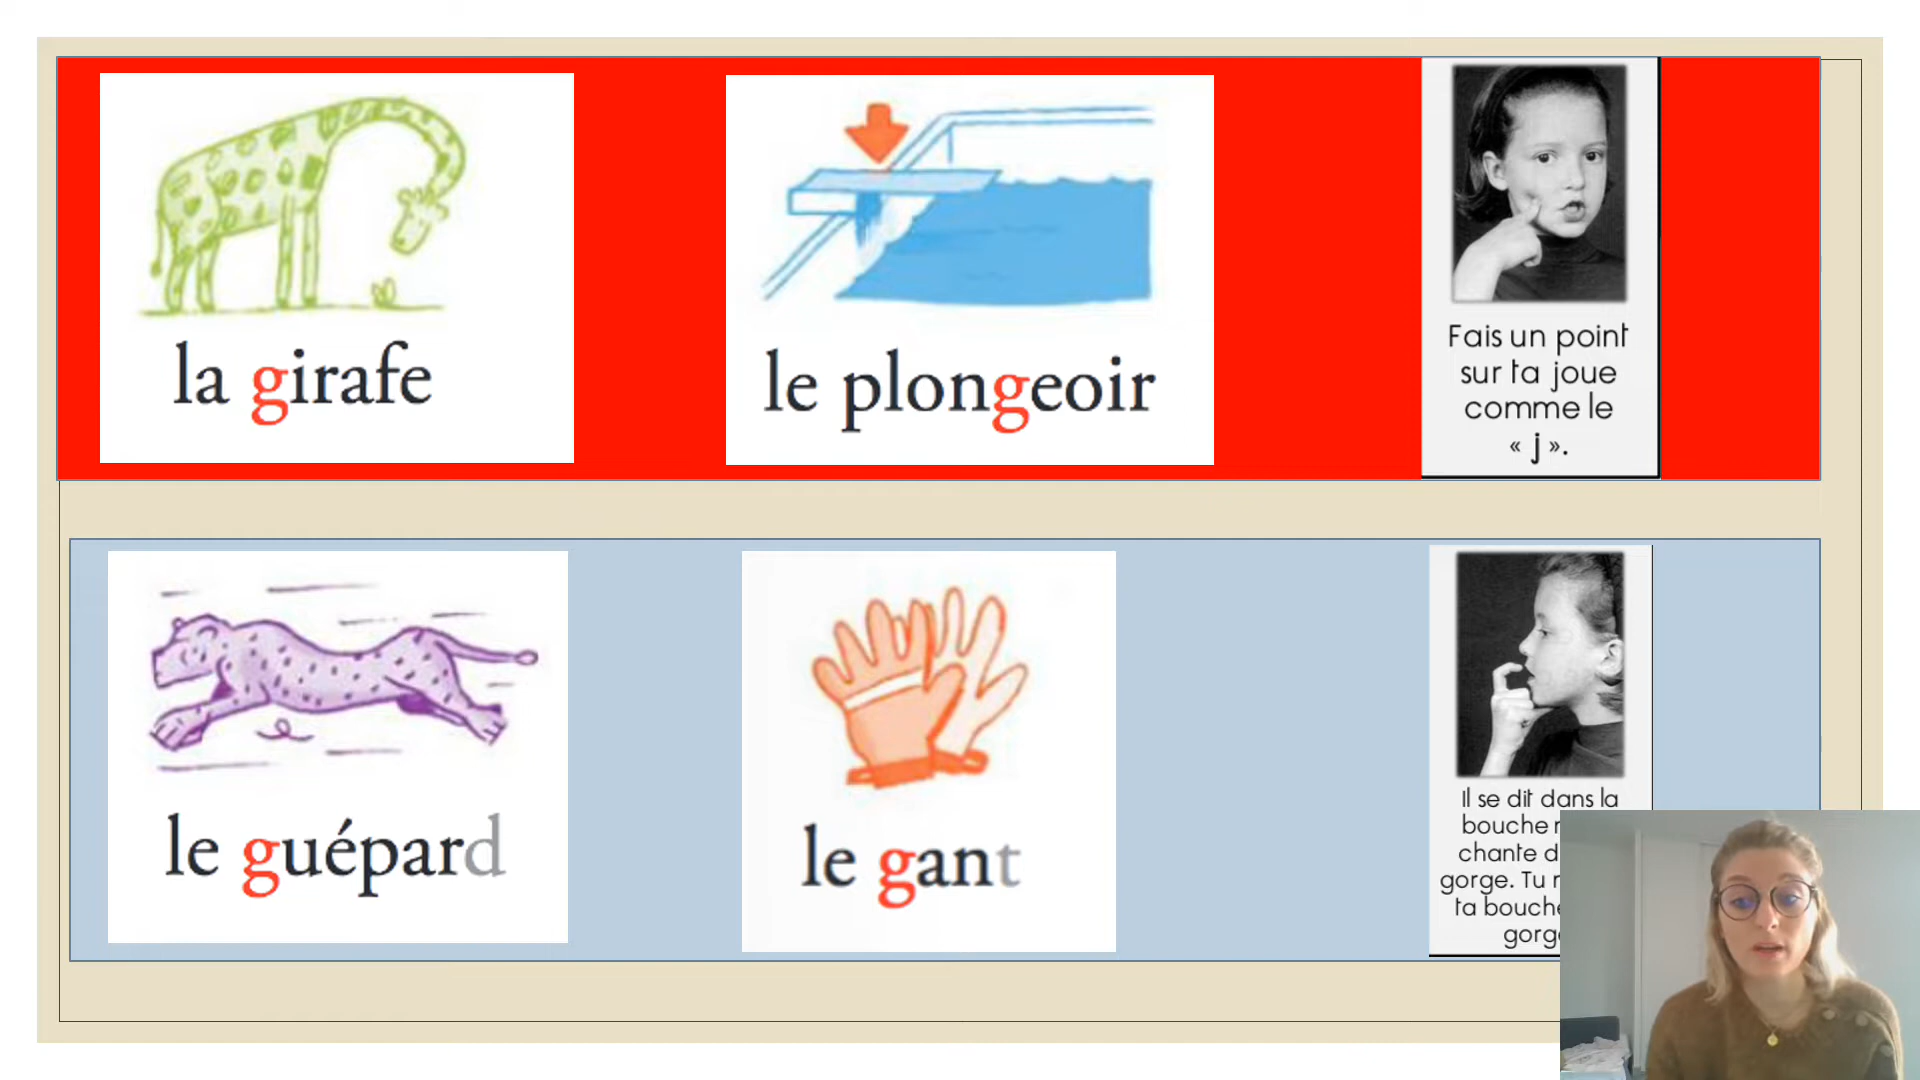 la girafe
le plongeoir
Fais un point
sur ta joue
comme le
« j ».
le guépard
le gant
Il se dit dans la
bouche
chante
gorge. Tu
ta bouche